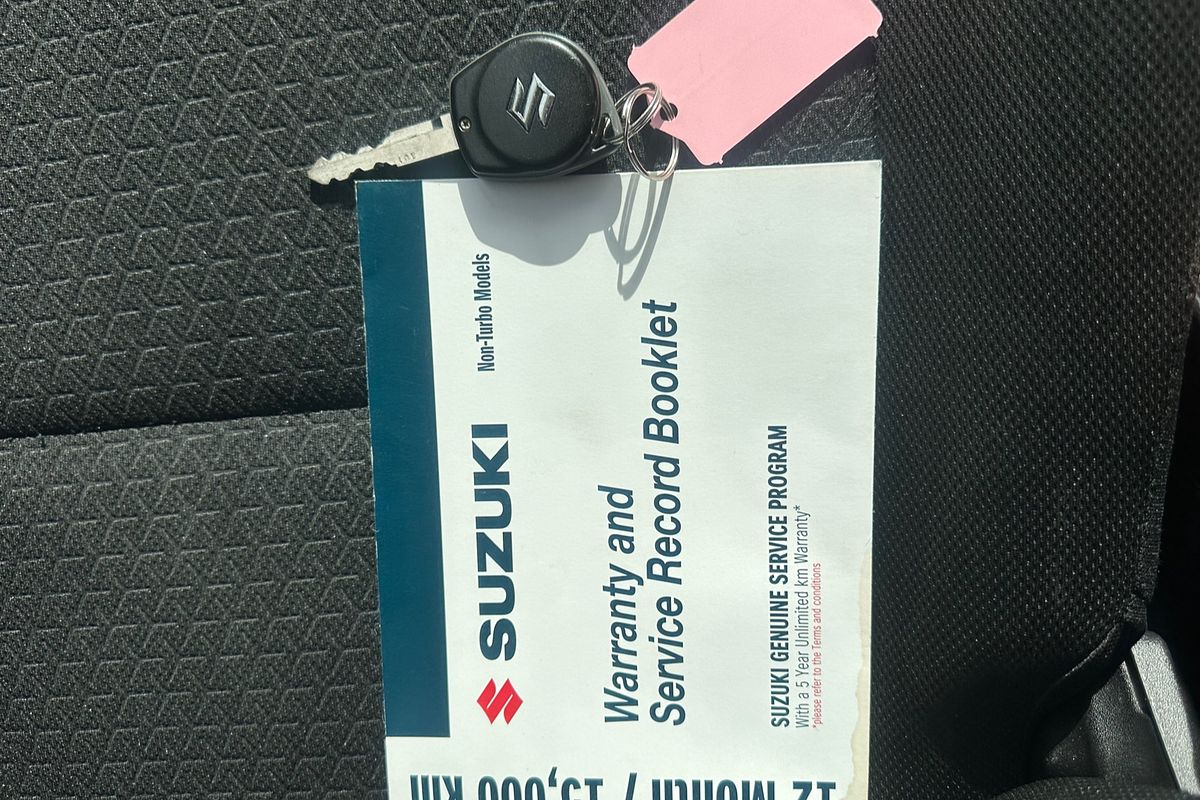 Non-Turbo Models
SUZUKI
Warranty and
Service Record Booklet
SUZUKI GENUINE SERVICE PROGRAM
With a 5 Year Unlimited km Warranty*
*please refer to the Terms and conditions
12 Month / 15,000 km